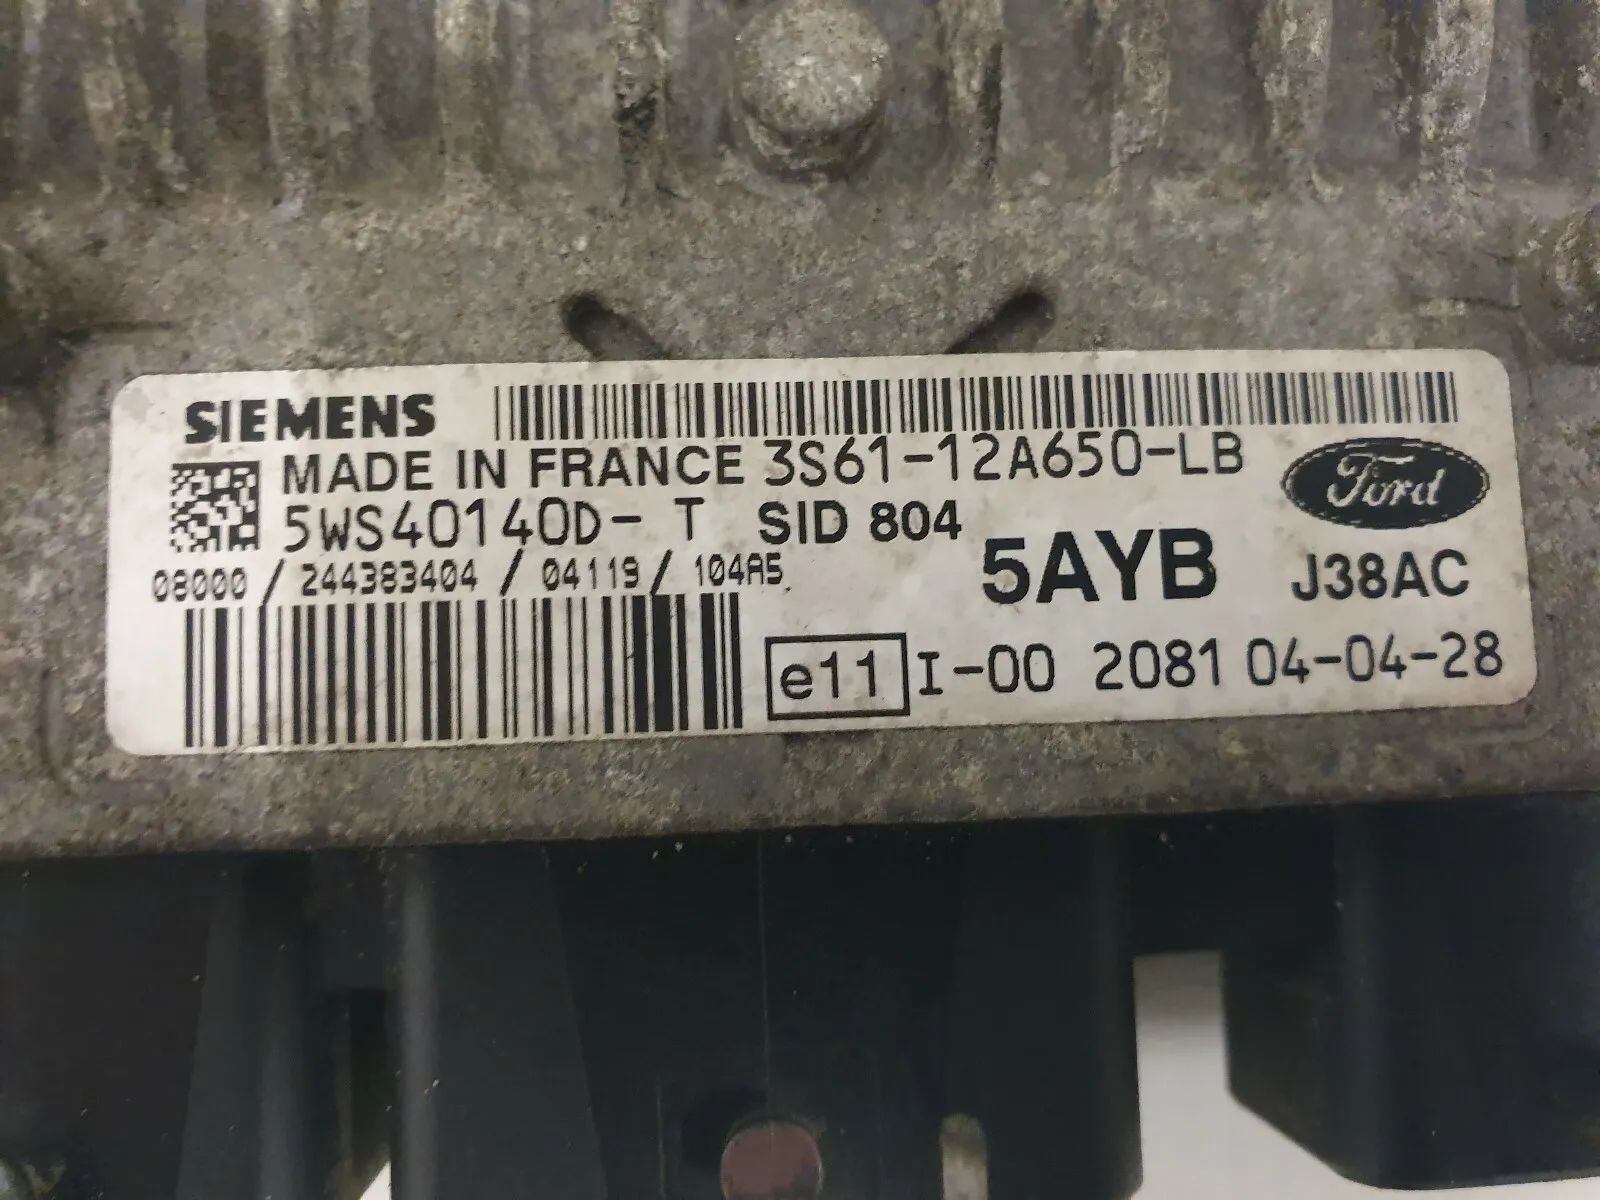 SIEMENS
MADE IN FRANCE 3S61-12A650-LB
Ford
5WS40140D- T SID 804
5AYB J38AC
08000 / 244383404 / 04119 / 104A5
e11 I-00 2081 04-04-28